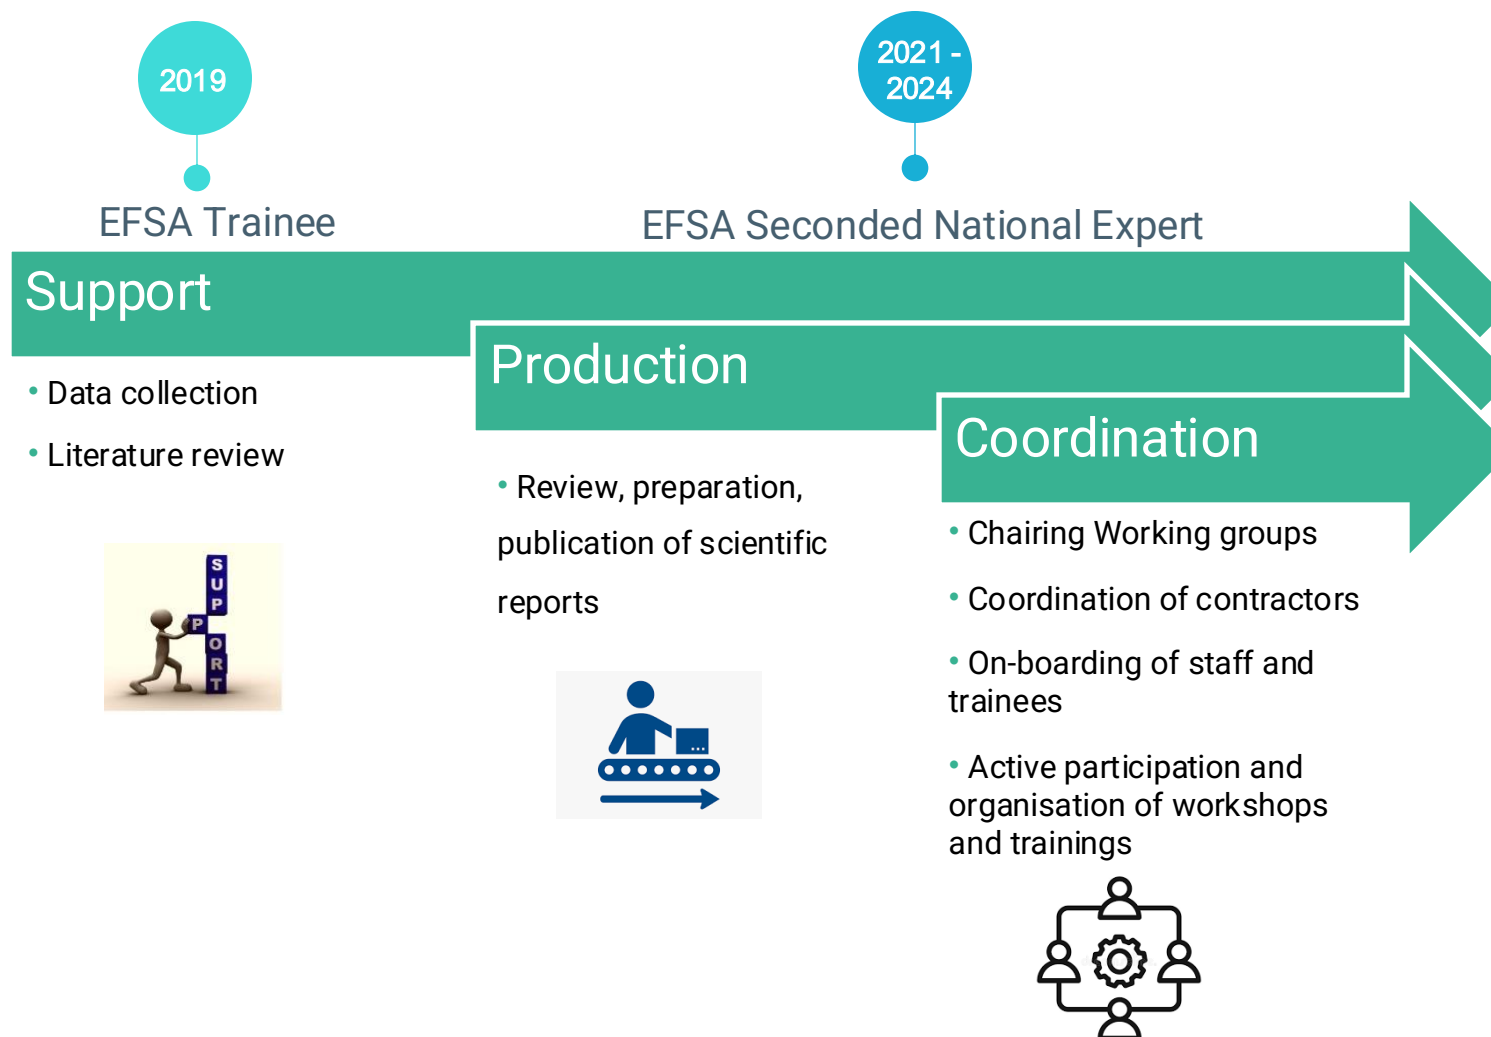 2019
2021 -
2024
EFSA Trainee
EFSA Seconded National Expert
Support
• Data collection
• Literature review
SUPPORT
Production
• Review, preparation,
publication of scientific
reports
Coordination
• Chairing Working groups
• Coordination of contractors
• On-boarding of staff and
trainees
• Active participation and
organisation of workshops
and trainings